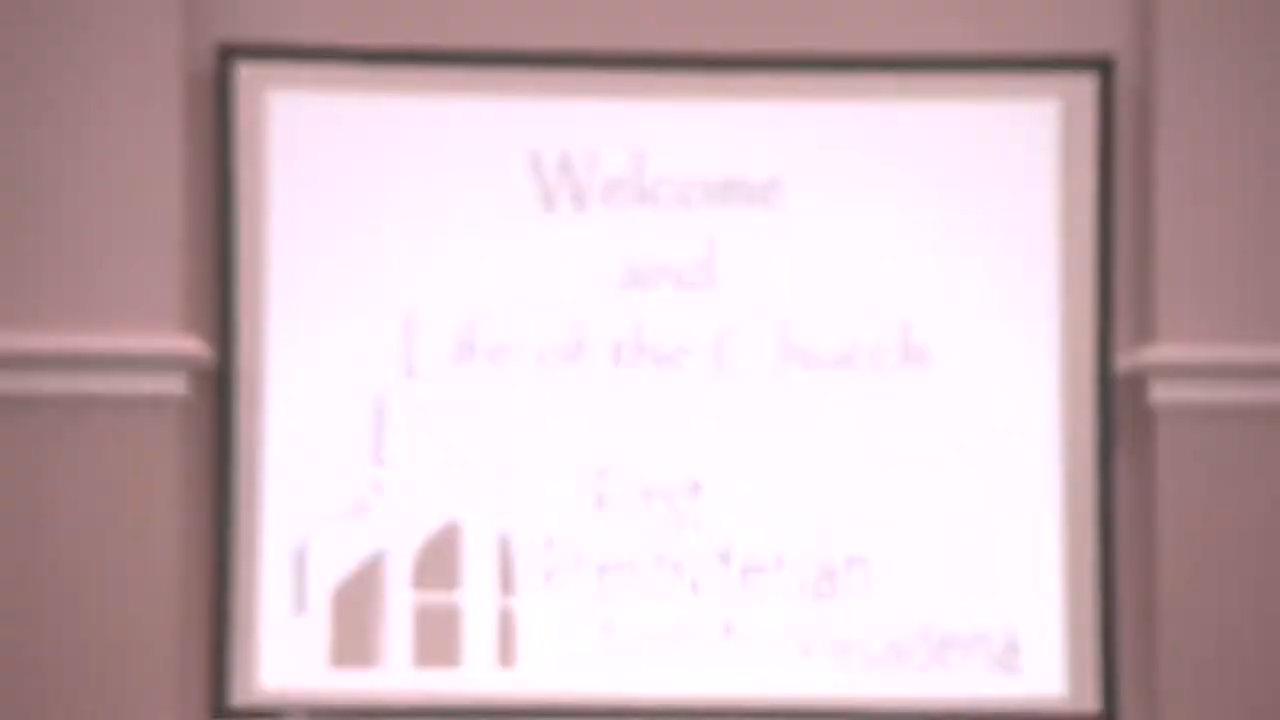 Welcome
and
Life of the Church
First
Presbyterian